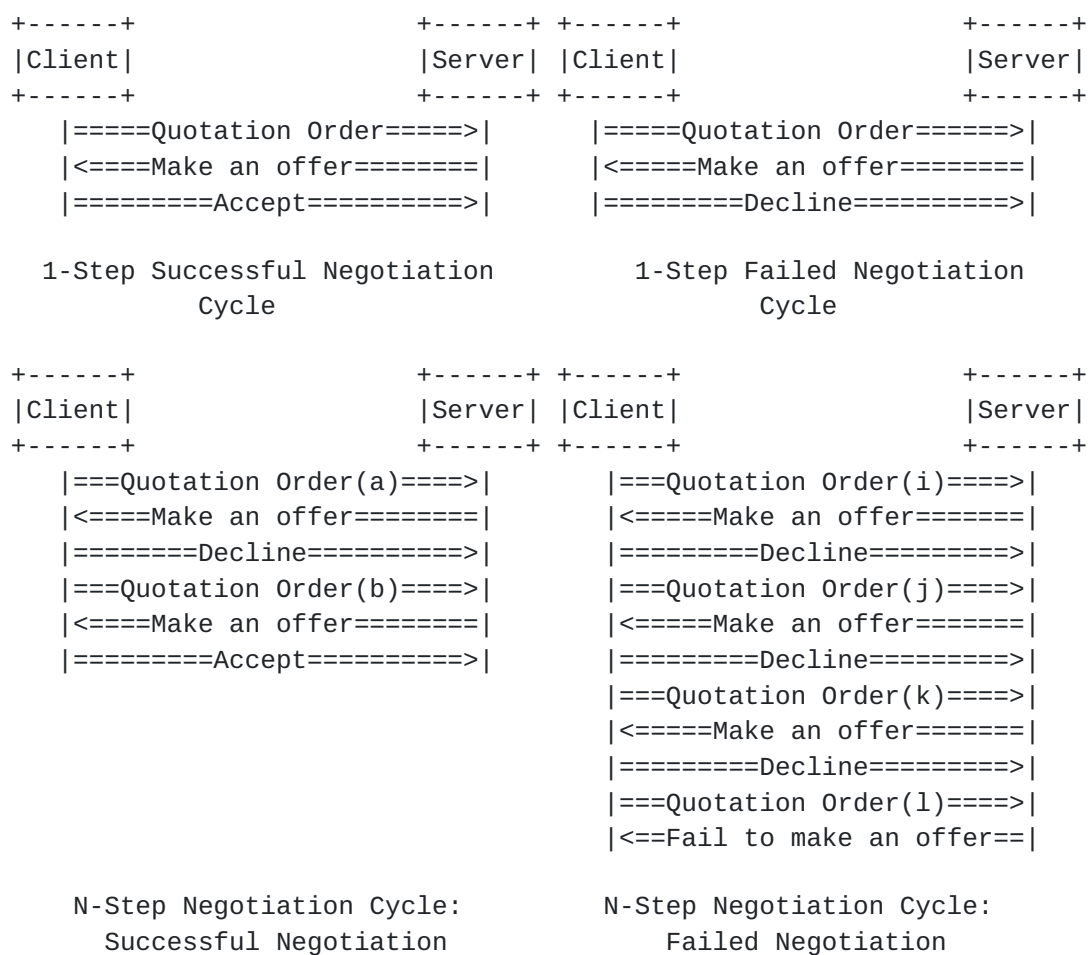 +------+                  +------+ +------+                  +------+
|Client|                  |Server| |Client|                  |Server|
+------+                  +------+ +------+                  +------+
   |=====Quotation Order=====>|      |=====Quotation Order======>|
   |<====Make an offer========|      |<=====Make an offer========|
   |=========Accept==========>|      |=========Decline==========>|
  1-Step Successful Negotiation         1-Step Failed Negotiation
            Cycle                               Cycle
+------+                  +------+ +------+                  +------+
|Client|                  |Server| |Client|                  |Server|
+------+                  +------+ +------+                  +------+
   |===Quotation Order(a)====>|       |===Quotation Order(i)====>|
   |<====Make an offer========|       |<=====Make an offer=======|
   |========Decline==========>|       |=========Decline=========>|
   |===Quotation Order(b)====>|       |===Quotation Order(j)====>|
   |<====Make an offer========|       |<=====Make an offer=======|
   |=========Accept==========>|       |=========Decline=========>|
                                      |===Quotation Order(k)====>|
                                      |<=====Make an offer=======|
                                      |=========Decline=========>|
                                      |===Quotation Order(l)====>|
                                      |<==Fail to make an offer==|
    N-Step Negotiation Cycle:         N-Step Negotiation Cycle:
      Successful Negotiation              Failed Negotiation